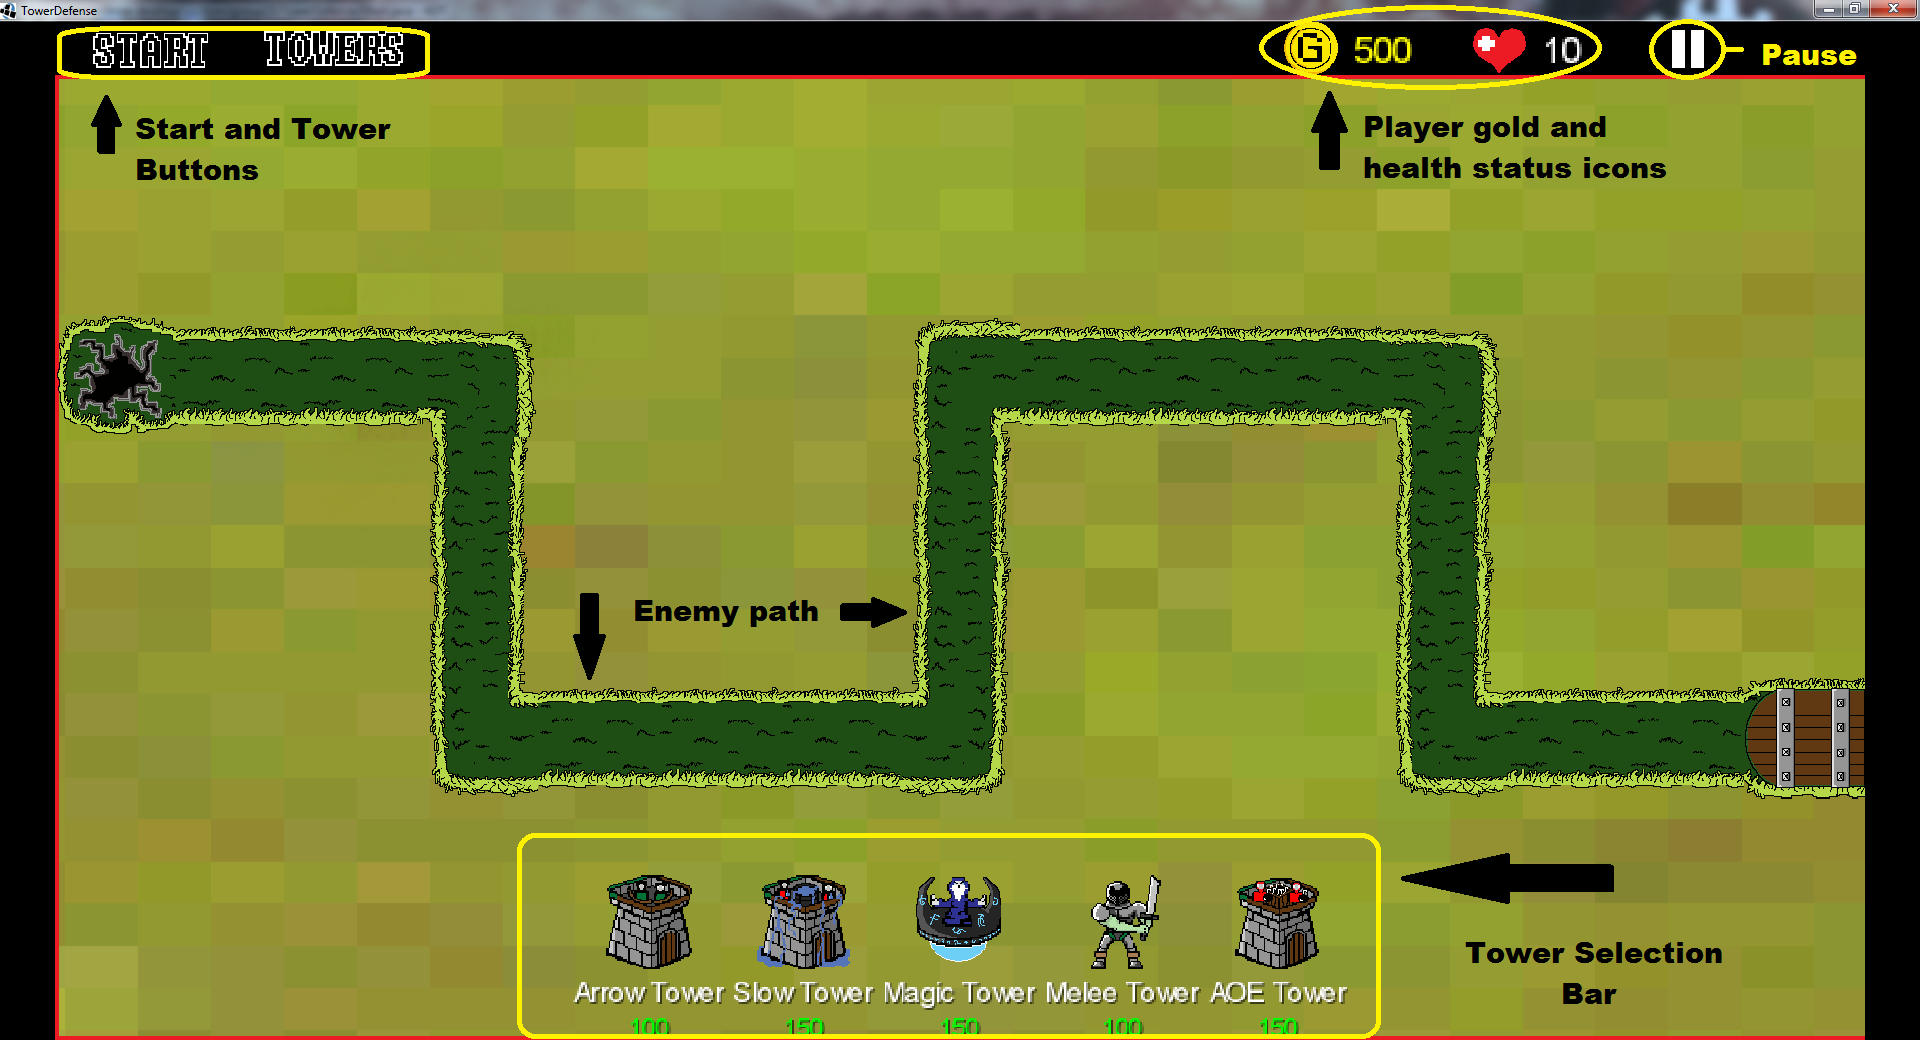 TowerDefense
START TOWERS
G 500 10
Pause
Start and Tower
Buttons
Player gold and
health status icons
Enemy path
Arrow Tower Slow Tower Magic Tower Melee Tower AOE Tower
100 150 150 100 150
Tower Selection
Bar